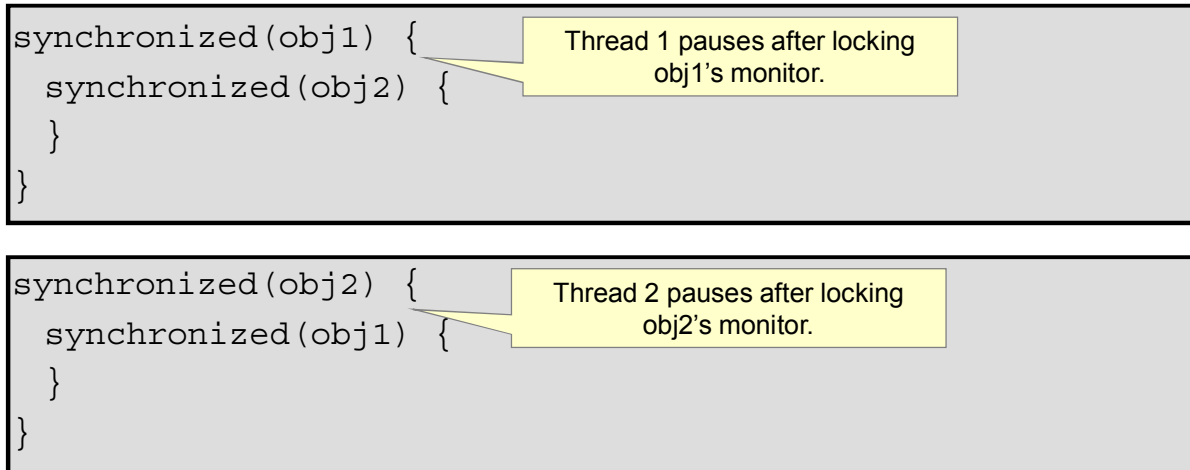 synchronized(obj1) {
Thread 1 pauses after locking
obj1’s monitor.
synchronized(obj2) {
}
}
synchronized(obj2) {
Thread 2 pauses after locking
obj2’s monitor.
synchronized(obj1) {
}
}